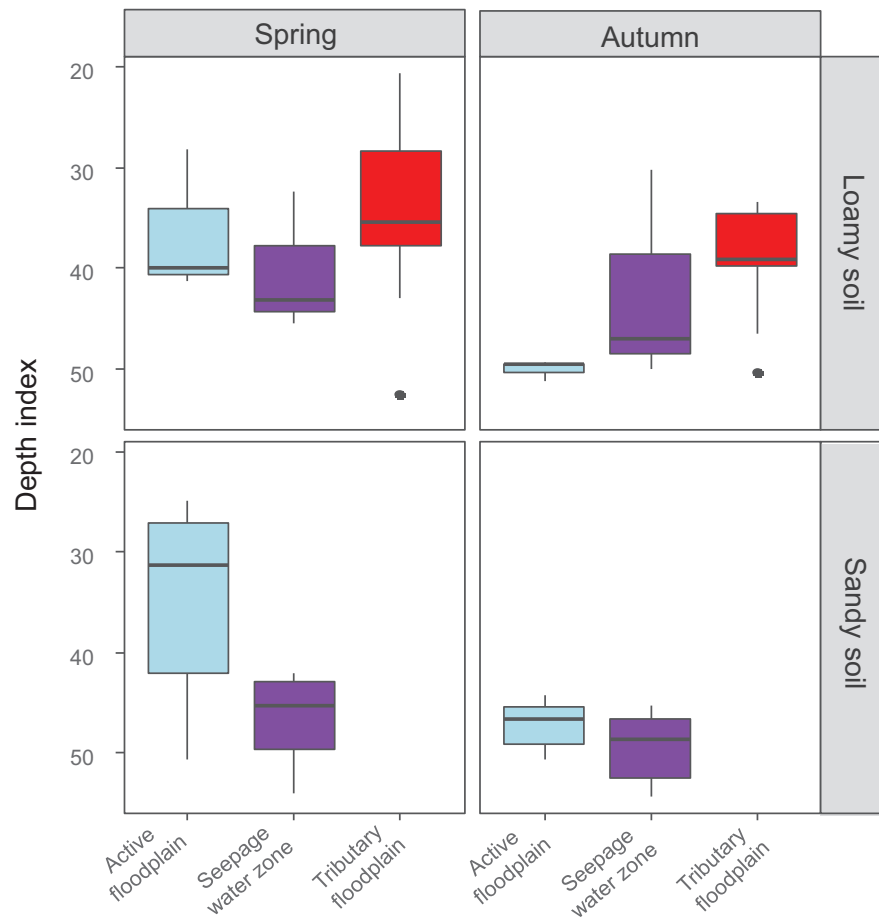 Spring
Autumn
20
30
40
50
Loamy soil
Depth index
20
30
40
50
Sandy soil
Active
floodplain
Seepage
water zone
Tributary
floodplain
Active
floodplain
Seepage
water zone
Tributary
floodplain